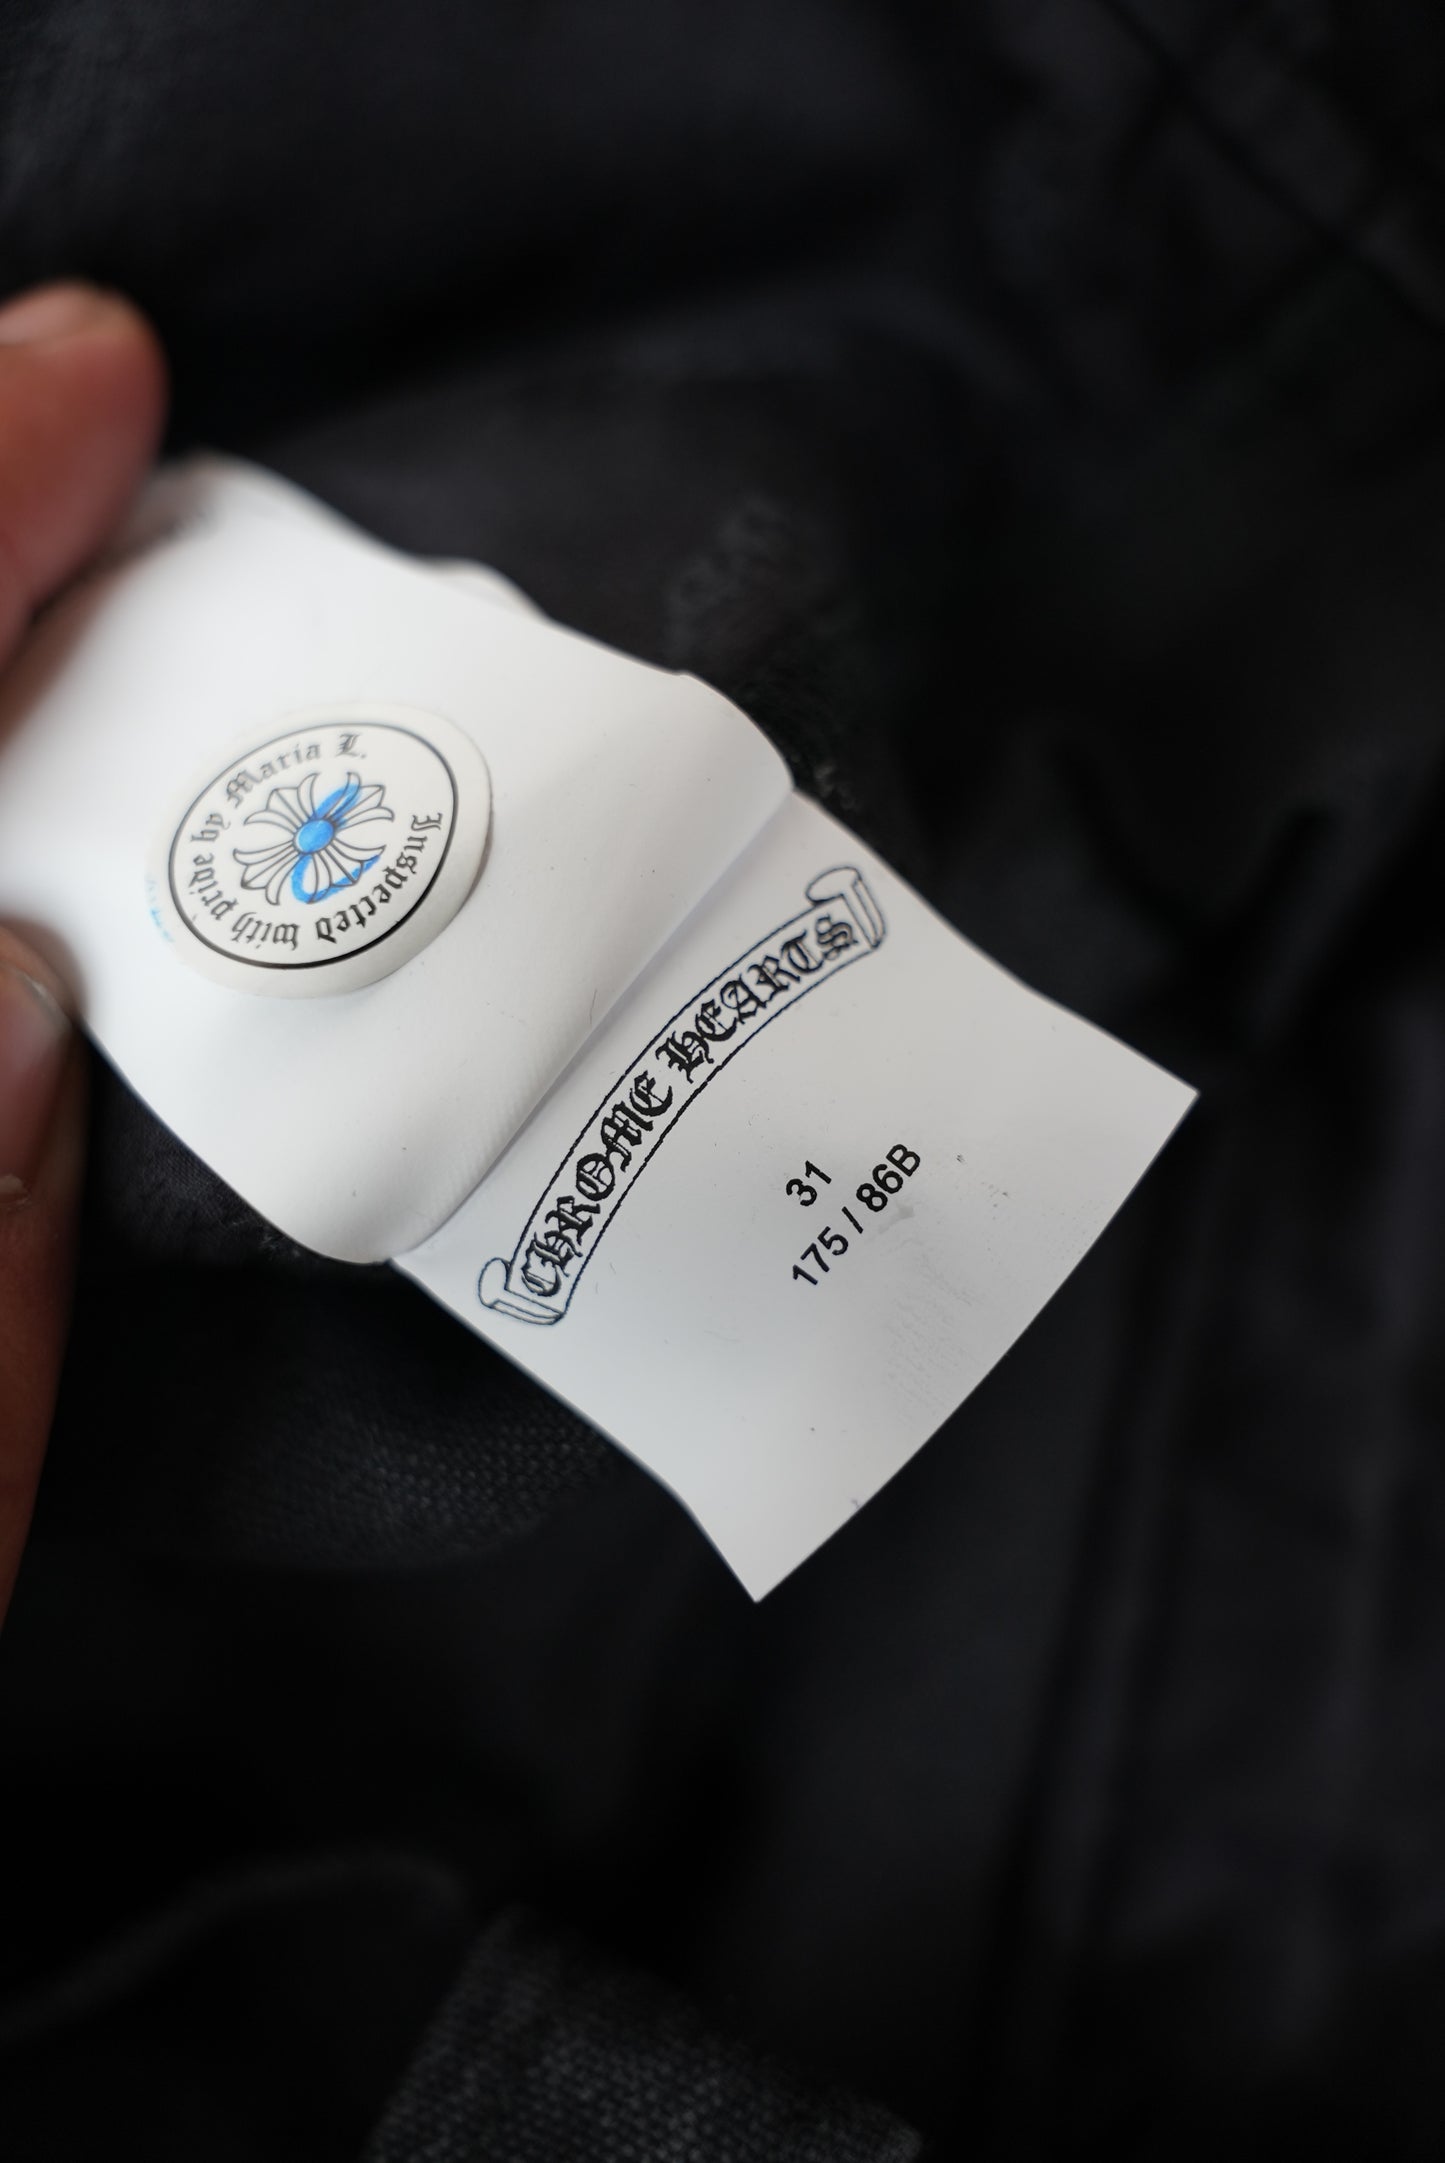 Inspected with pride by Maria L.
CHROME HEARTS
31
175 / 86B